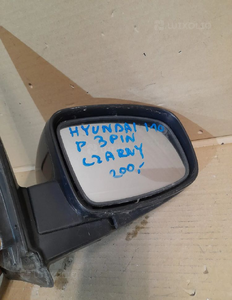 HYUNDAI
P 3PIN
CZARNY
200,-